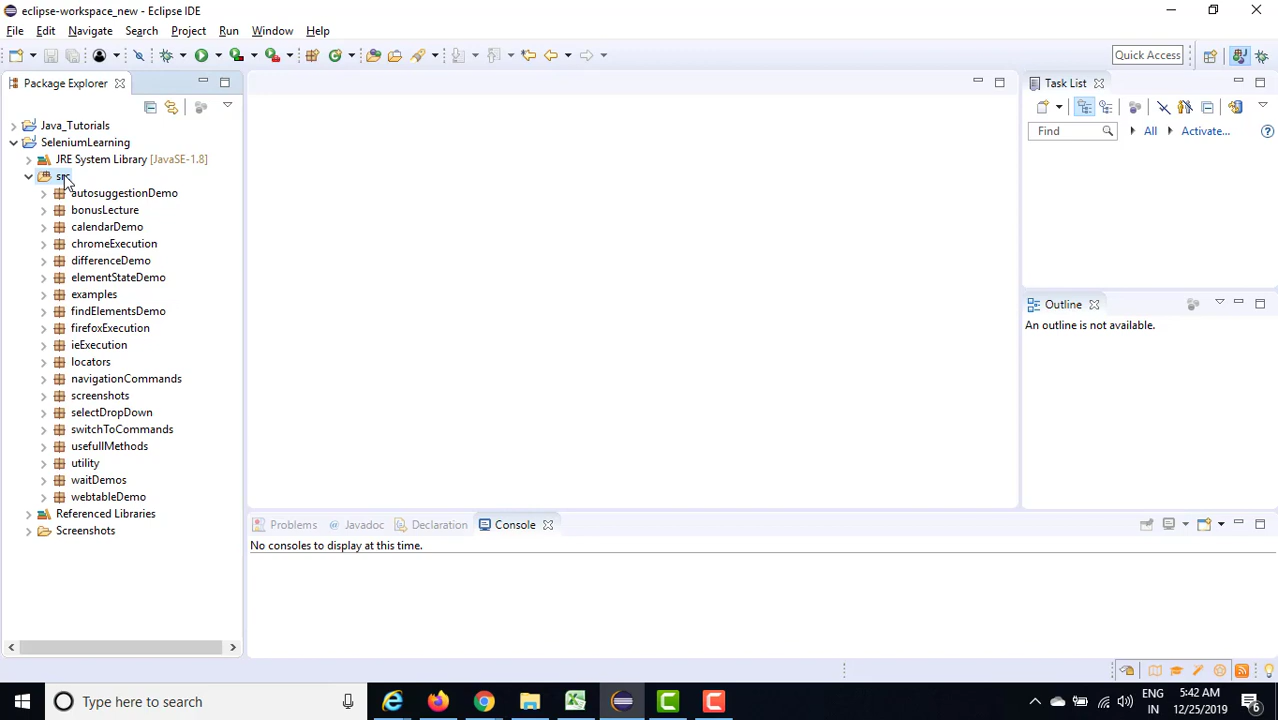 eclipse-workspace_new - Eclipse IDE
File Edit Navigate Search Project Run Window Help
Quick Access
Package Explorer
Task List
Java_Tutorials
SeleniumLearning
Find All Activate...
JRE System Library [JavaSE-1.8]
autosuggestionDemo
bonusLecture
calendarDemo
chromeExecution
differenceDemo
elementStateDemo
examples
Outline
findElementsDemo
An outline is not available.
firefoxExecution
ieExecution
locators
navigationCommands
screenshots
selectDropDown
switchToCommands
usefullMethods
utility
waitDemos
webtableDemo
Referenced Libraries
Screenshots
Problems @ Javadoc Declaration Console
No consoles to display at this time.
Type here to search
ENG
IN
5:42 AM
12/25/2019
6